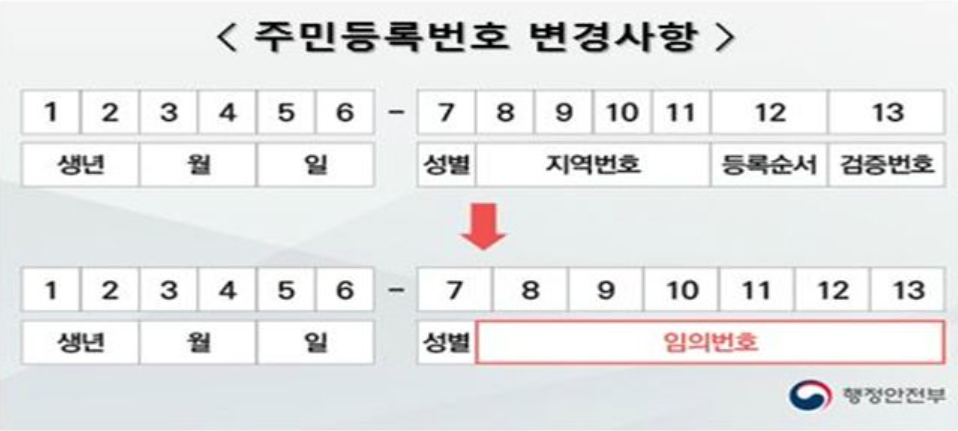 < 주민등록번호 변경사항 >
1 2 3 4 5 6 - 7 8 9 10 11 12 13
생년 월 일 성별 지역번호 등록순서 검증번호
1 2 3 4 5 6 - 7 8 9 10 11 12 13
생년 월 일 성별 임의번호
행정안전부